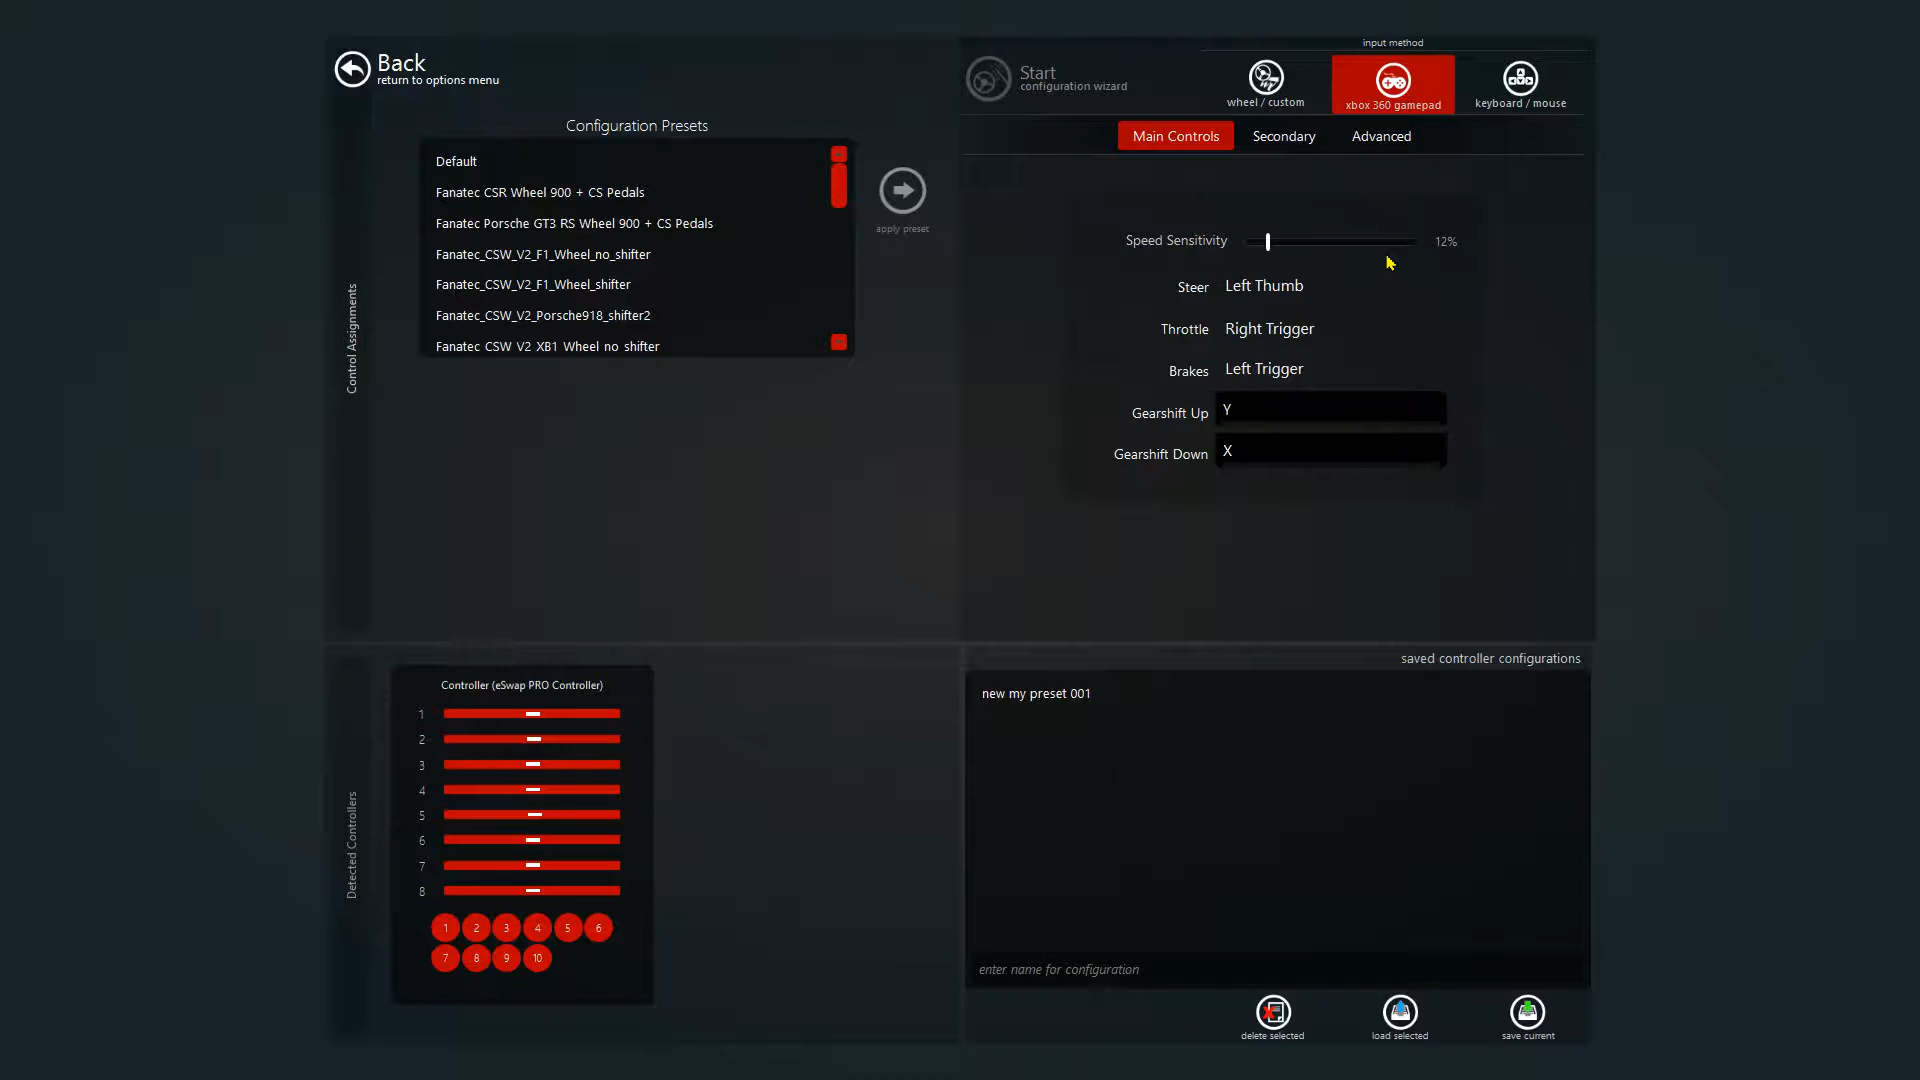 Back
return to options menu
Configuration Presets
Default
Fanatec CSR Wheel 900 + CS Pedals
Fanatec Porsche GT3 RS Wheel 900 + CS Pedals
Fanatec_CSW_V2_F1_Wheel_no_shifter
Fanatec_CSW_V2_F1_Wheel_shifter
Fanatec_CSW_V2_Porsche918_shifter2
Fanatec CSW V2 XB1 Wheel no shifter
apply preset
Control Assignments
Start
configuration wizard
input method
wheel / custom
xbox 360 gamepad
keyboard / mouse
Main Controls
Secondary
Advanced
Speed Sensitivity
12%
Steer Left Thumb
Throttle Right Trigger
Brakes Left Trigger
Gearshift Up Y
Gearshift Down X
Detected Controllers
Controller (eSwap PRO Controller)
1
2
3
4
5
6
7
8
1 2 3 4 5 6
7 8 9 10
saved controller configurations
new my preset 001
enter name for configuration
delete selected
load selected
save current